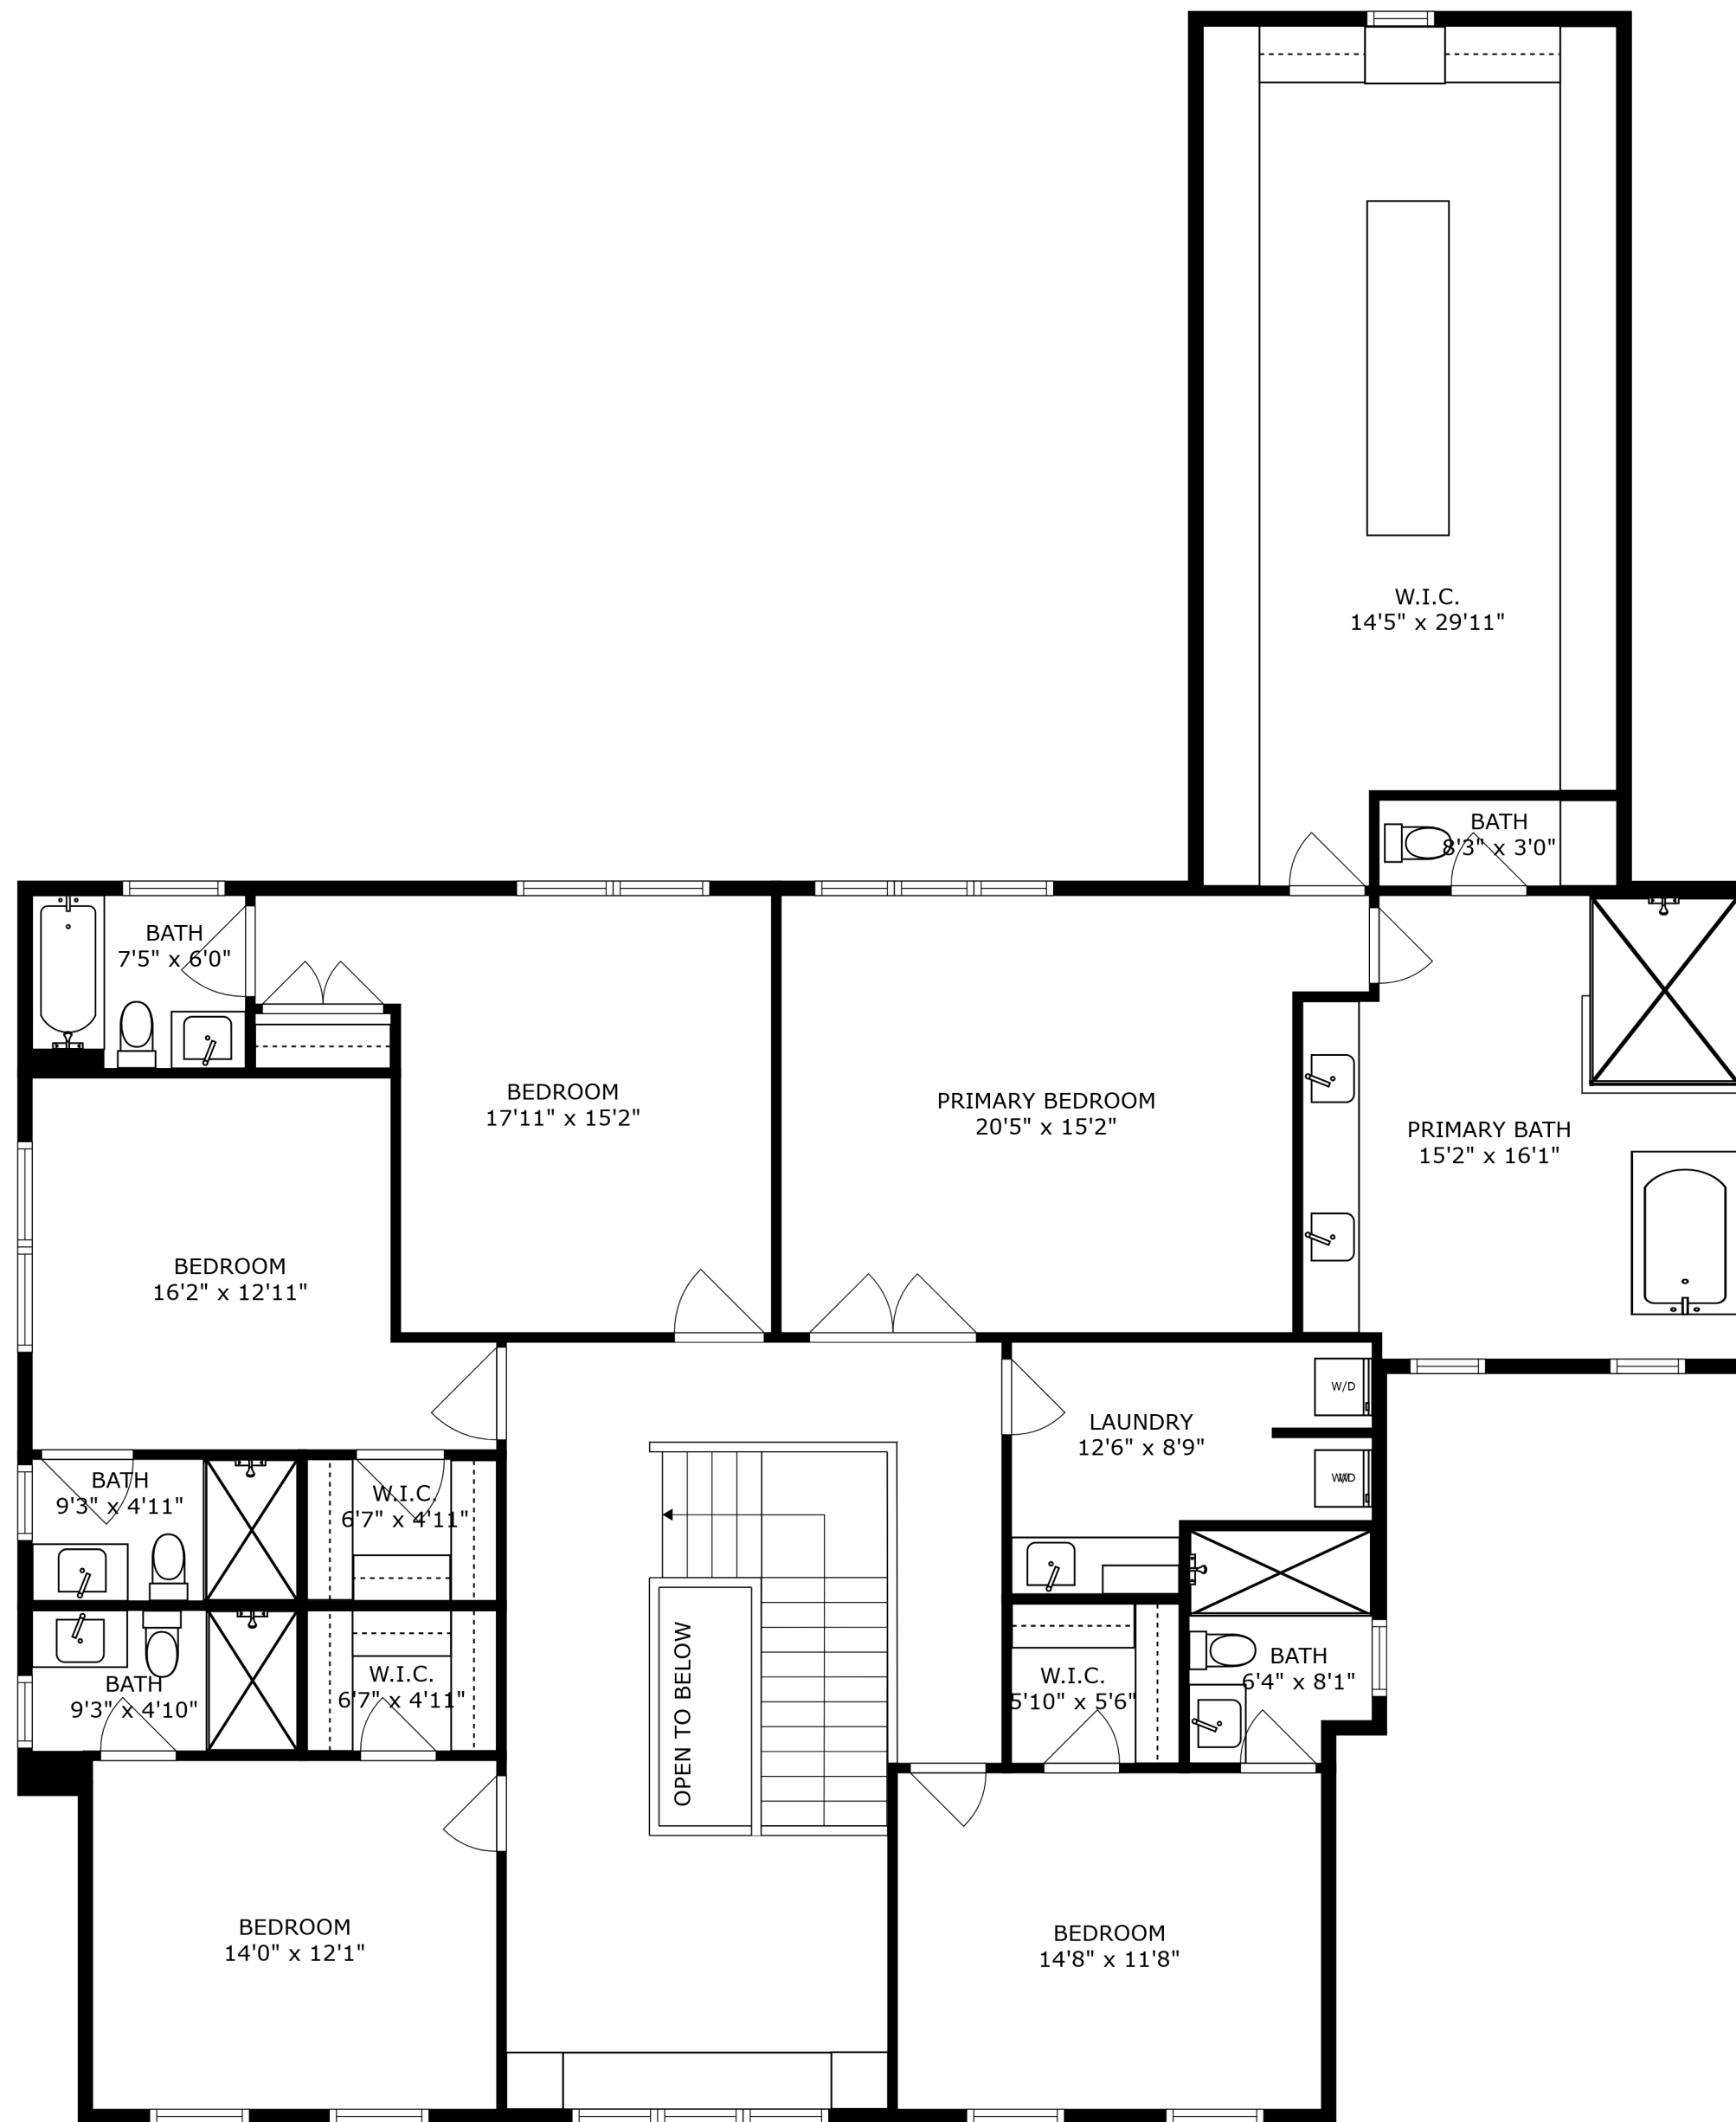 W.I.C.
14'5" x 29'11"
BATH
8'3" x 3'0"
BATH
7'5" x 6'0"
BEDROOM
17'11" x 15'2"
PRIMARY BEDROOM
20'5" x 15'2"
PRIMARY BATH
15'2" x 16'1"
BEDROOM
16'2" x 12'11"
W/D
LAUNDRY
12'6" x 8'9"
BATH
9'3" x 4'11"
W.I.C.
6'7" x 4'11"
OPEN TO BELOW
BATH
9'3" x 4'10"
W.I.C.
6'7" x 4'11"
W.I.C.
5'10" x 5'6"
BATH
6'4" x 8'1"
BEDROOM
14'0" x 12'1"
BEDROOM
14'8" x 11'8"